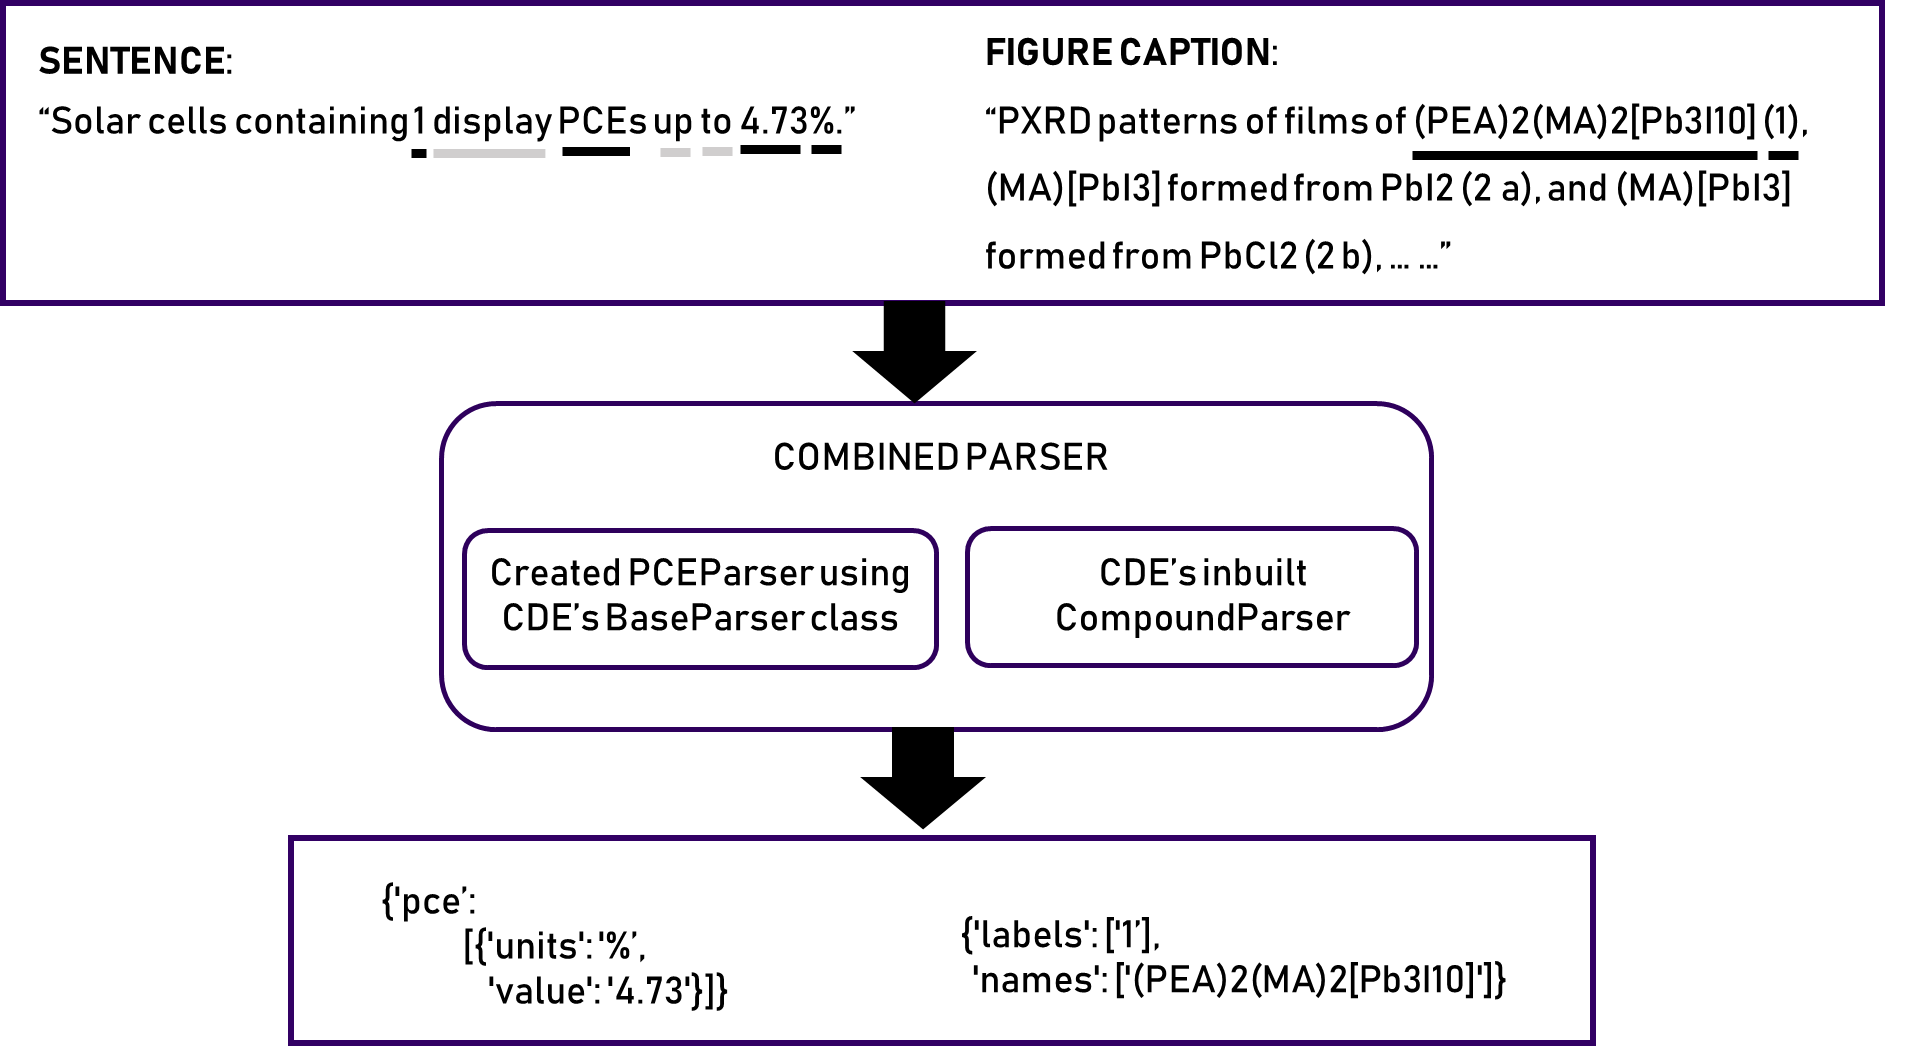 SENTENCE:
“Solar cells containing 1 display PCEs up to 4.73%.”
FIGURE CAPTION:
“PXRD patterns of films of (PEA)2(MA)2[Pb3I10] (1),
(MA)[PbI3] formed from PbI2 (2 a), and (MA)[PbI3]
formed from PbCl2 (2 b), ... ...”
COMBINED PARSER
Created PCEParser using
CDE’s BaseParser class
CDE’s inbuilt
CompoundParser
{'pce’:
[{'units': '%’,
'value': '4.73'}]}
{'labels': ['1’],
'names': ['(PEA)2(MA)2[Pb3I10]']}